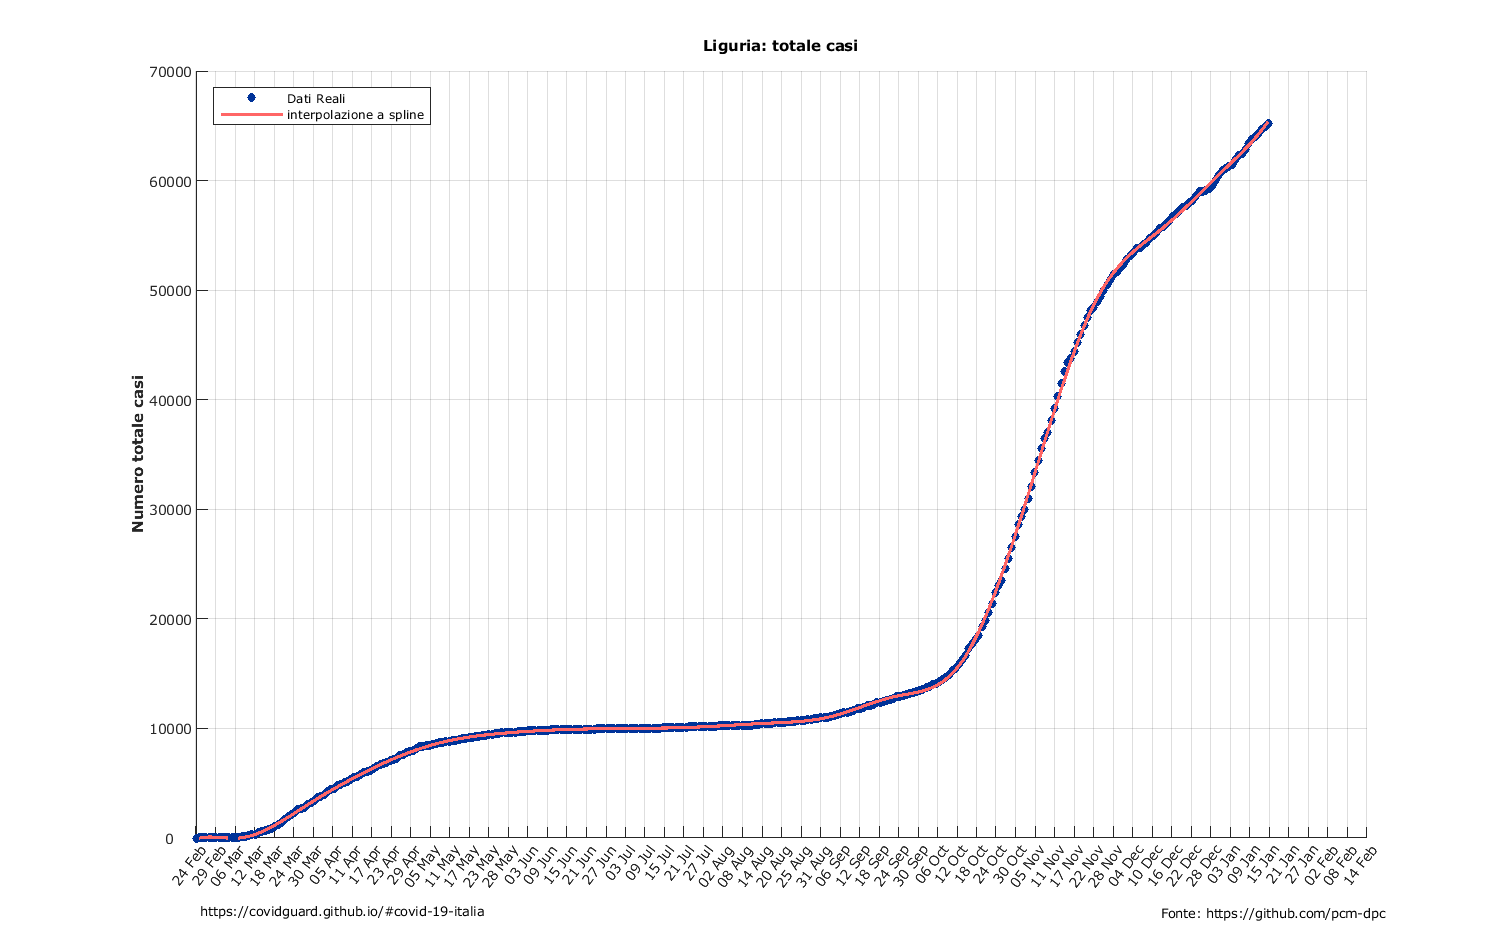 Liguria: totale casi
70000
60000
50000
40000
30000
20000
10000
0
Numero totale casi
Dati Reali
interpolazione a spline
24 Feb
29 Feb
06 Mar
12 Mar
18 Mar
24 Mar
30 Mar
05 Apr
11 Apr
17 Apr
23 Apr
29 Apr
05 May
11 May
17 May
23 May
28 May
03 Jun
09 Jun
15 Jun
21 Jun
27 Jun
03 Jul
09 Jul
15 Jul
21 Jul
27 Jul
02 Aug
08 Aug
14 Aug
20 Aug
25 Aug
31 Aug
06 Sep
12 Sep
18 Sep
24 Sep
30 Sep
06 Oct
12 Oct
18 Oct
24 Oct
30 Oct
05 Nov
11 Nov
17 Nov
22 Nov
28 Nov
04 Dec
10 Dec
16 Dec
22 Dec
28 Dec
03 Jan
09 Jan
15 Jan
21 Jan
27 Jan
02 Feb
08 Feb
14 Feb
https://covidguard.github.io/#covid-19-italia
Fonte: https://github.com/pcm-dpc